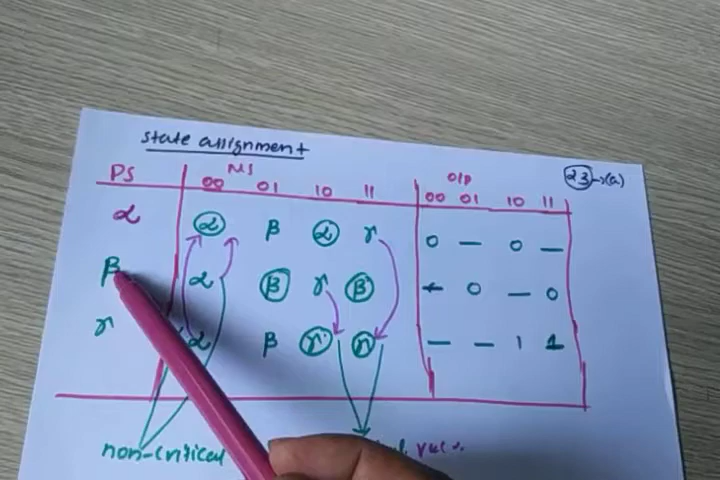 state assignment
PS NS O/P 23→(a)
00 01 10 11 00 01 10 11
α α β α r 0 — 0 —
β α β r β — 0 — 0
r α β r r — — 1 1
non-critical